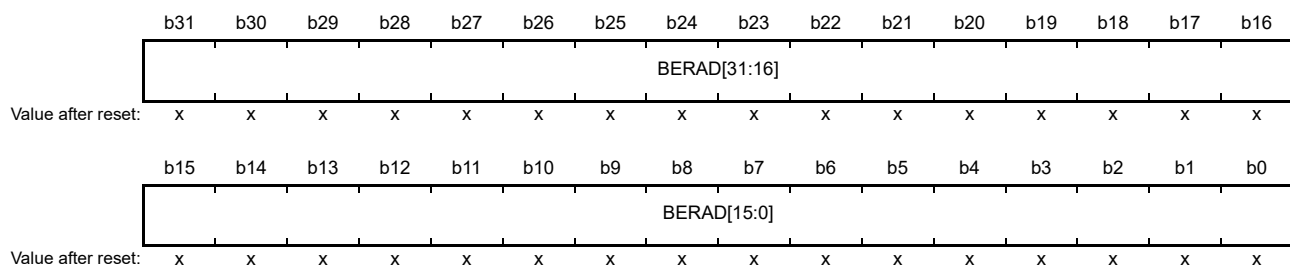 b31 b30 b29 b28 b27 b26 b25 b24 b23 b22 b21 b20 b19 b18 b17 b16
BERAD[31:16]
Value after reset: x x x x x x x x x x x x x x x x
b15 b14 b13 b12 b11 b10 b9 b8 b7 b6 b5 b4 b3 b2 b1 b0
BERAD[15:0]
Value after reset: x x x x x x x x x x x x x x x x